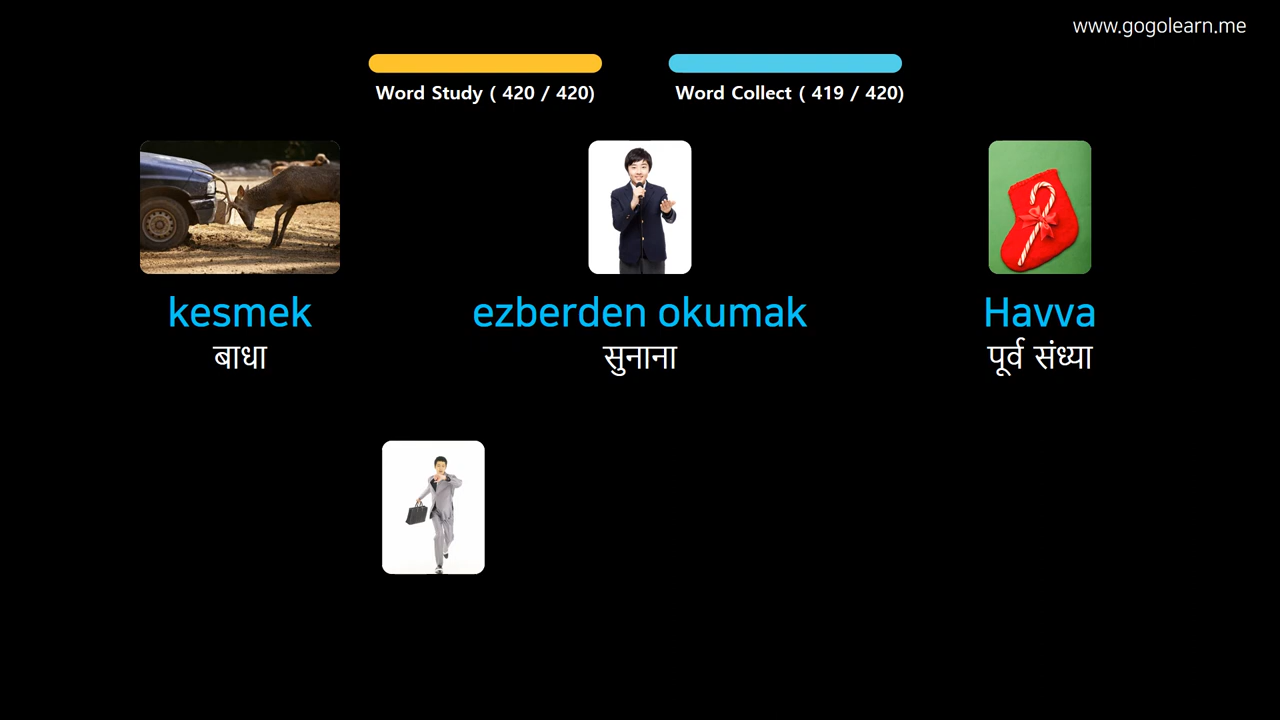 www.gogolearn.me
Word Study ( 420 / 420)
Word Collect ( 419 / 420)
kesmek
बाधा
ezberden okumak
सुनाना
Havva
पूर्व संध्या